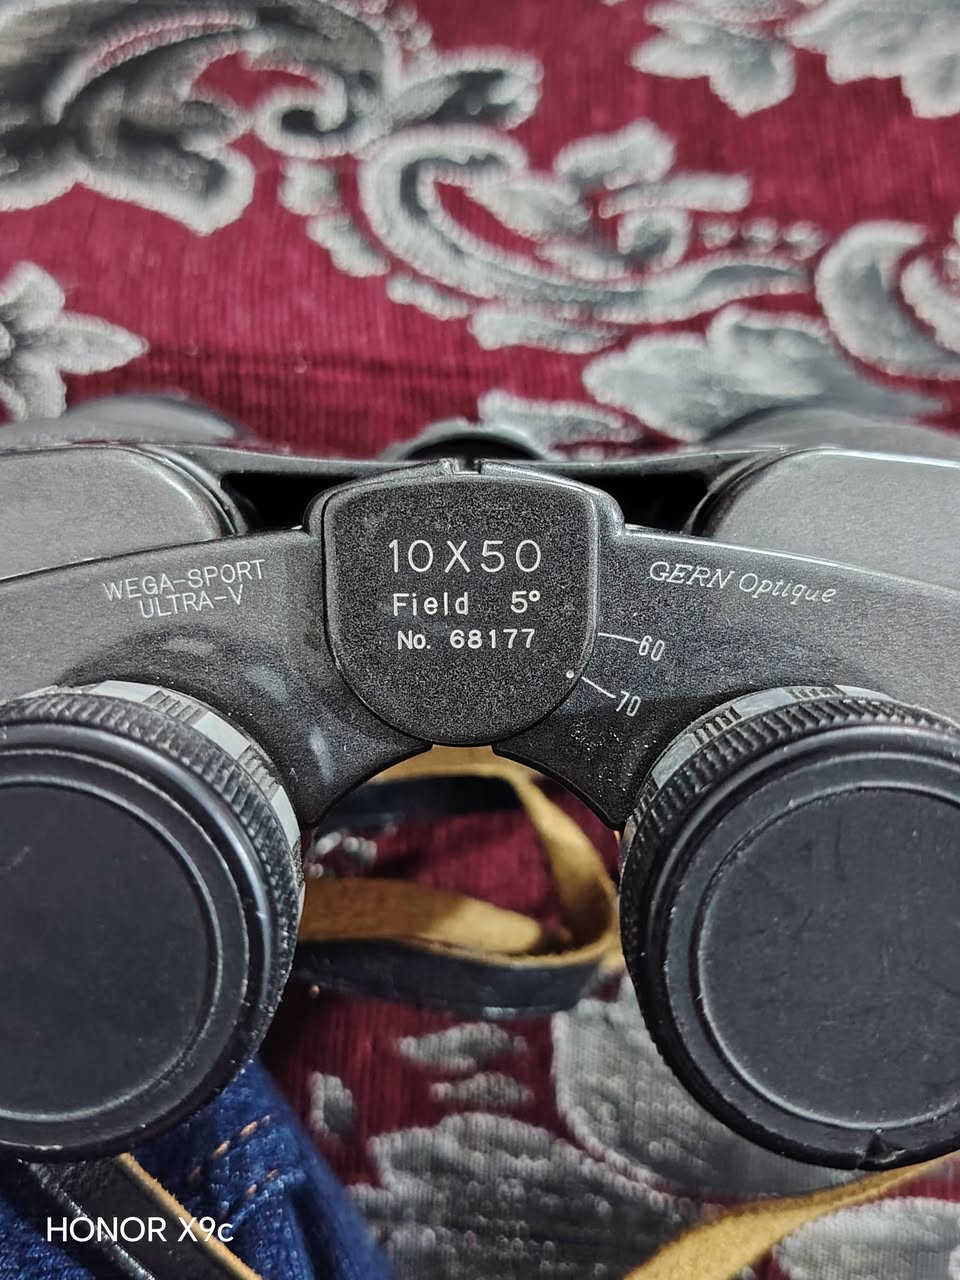 10X50
WEGA-SPORT
ULTRA-V
GERN Optique
Field 5°
No. 68177
60
70
HONOR X9c